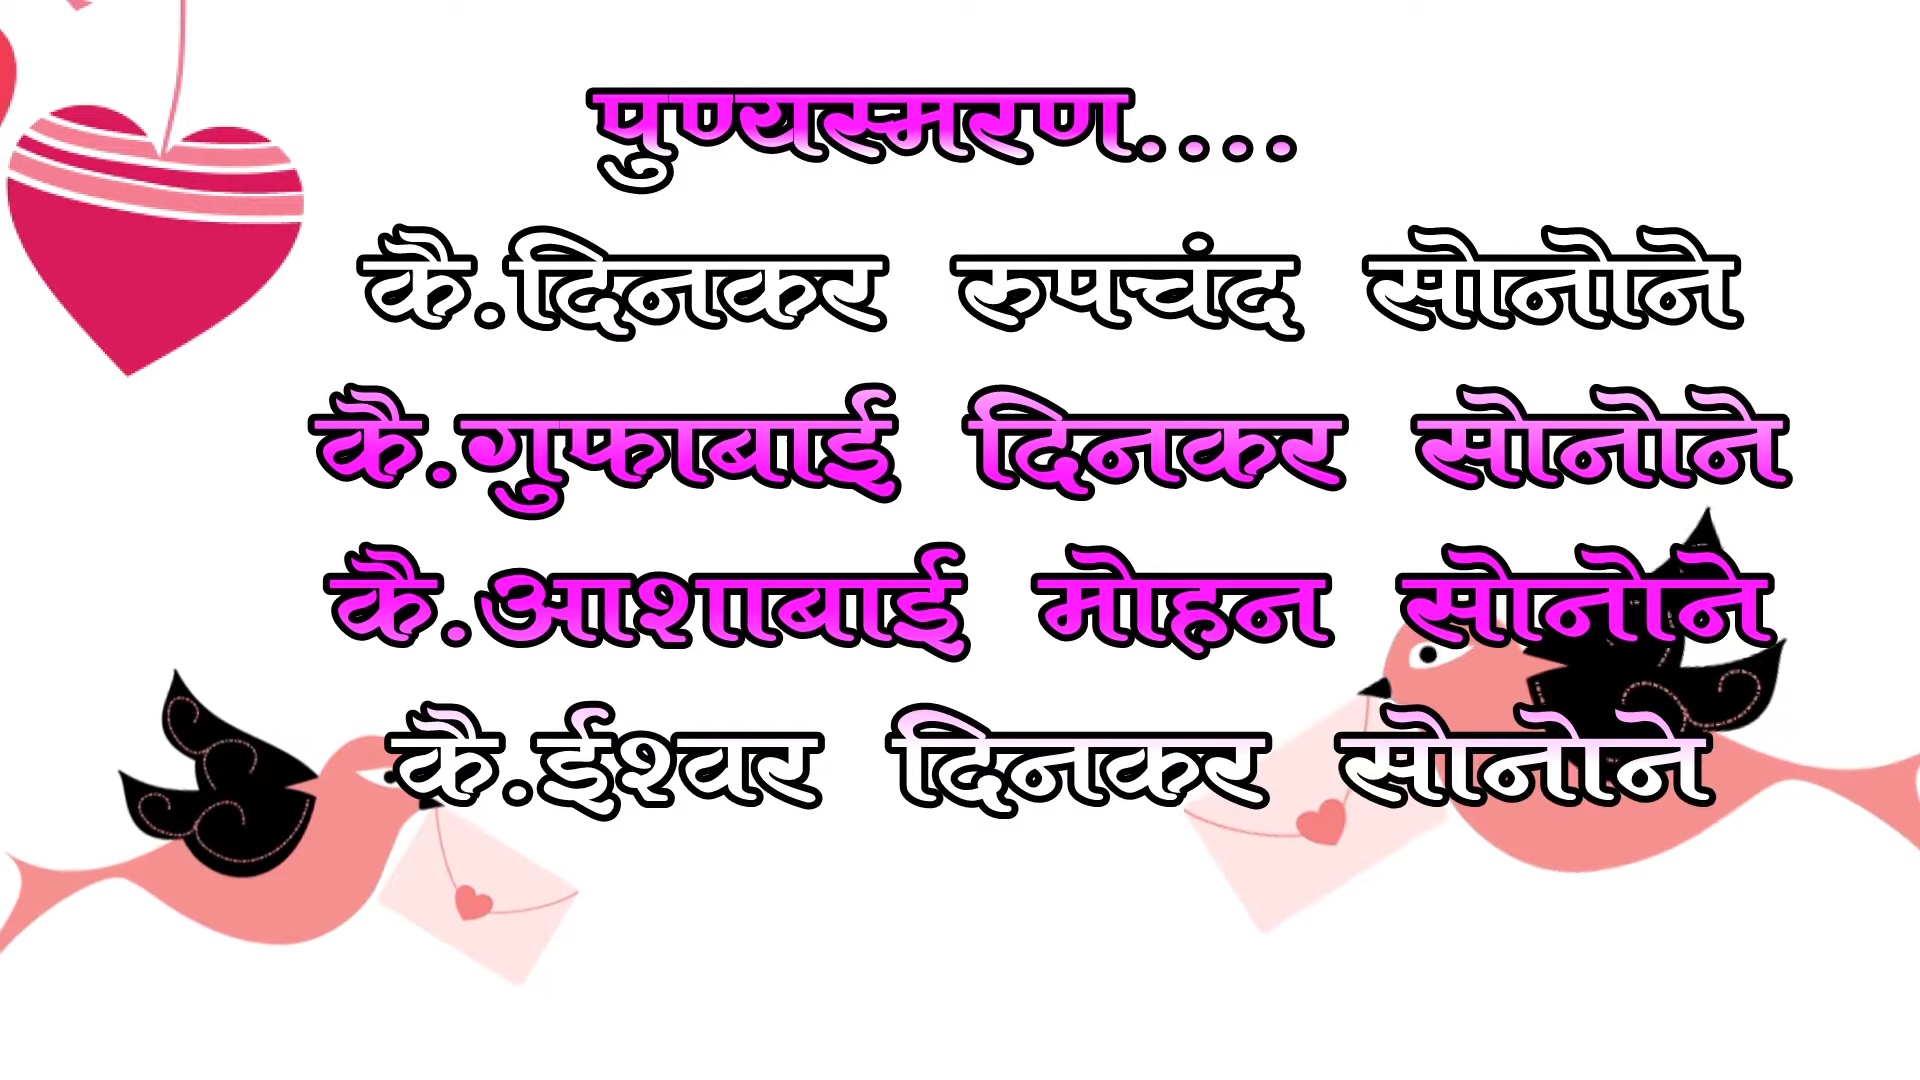 पुण्यस्मरण....
कै.दिनकर रुपचंद सोनोने
कै.गुफाबाई दिनकर सोनोने
कै.आशाबाई मोहन सोनोने
कै.ईश्वर दिनकर सोनोने